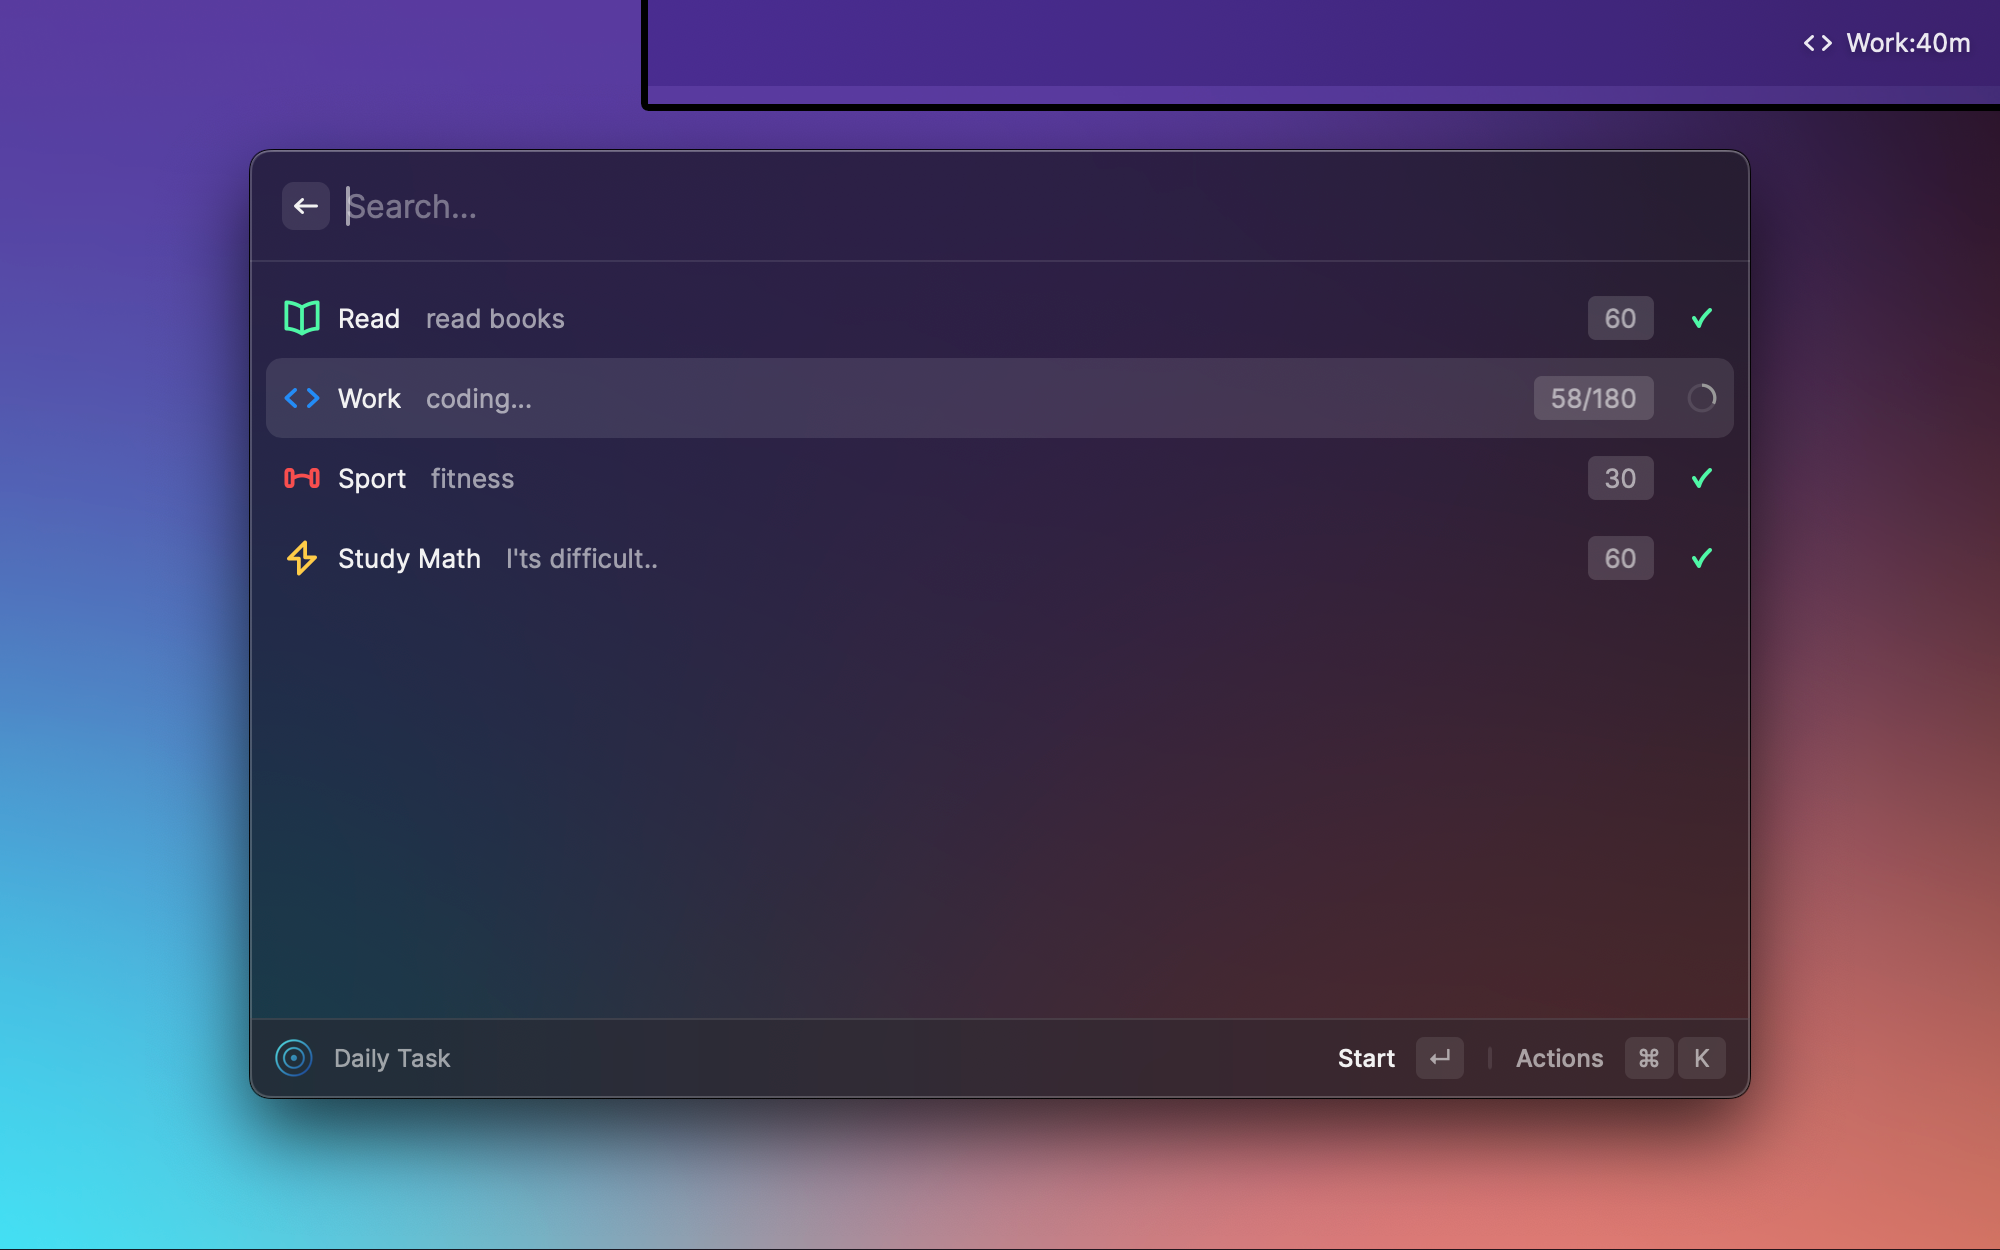 Work:40m
Search...
Read read books 60
Work coding... 58/180
Sport fitness 30
Study Math I'ts difficult.. 60
Daily Task Start Actions ⌘ K